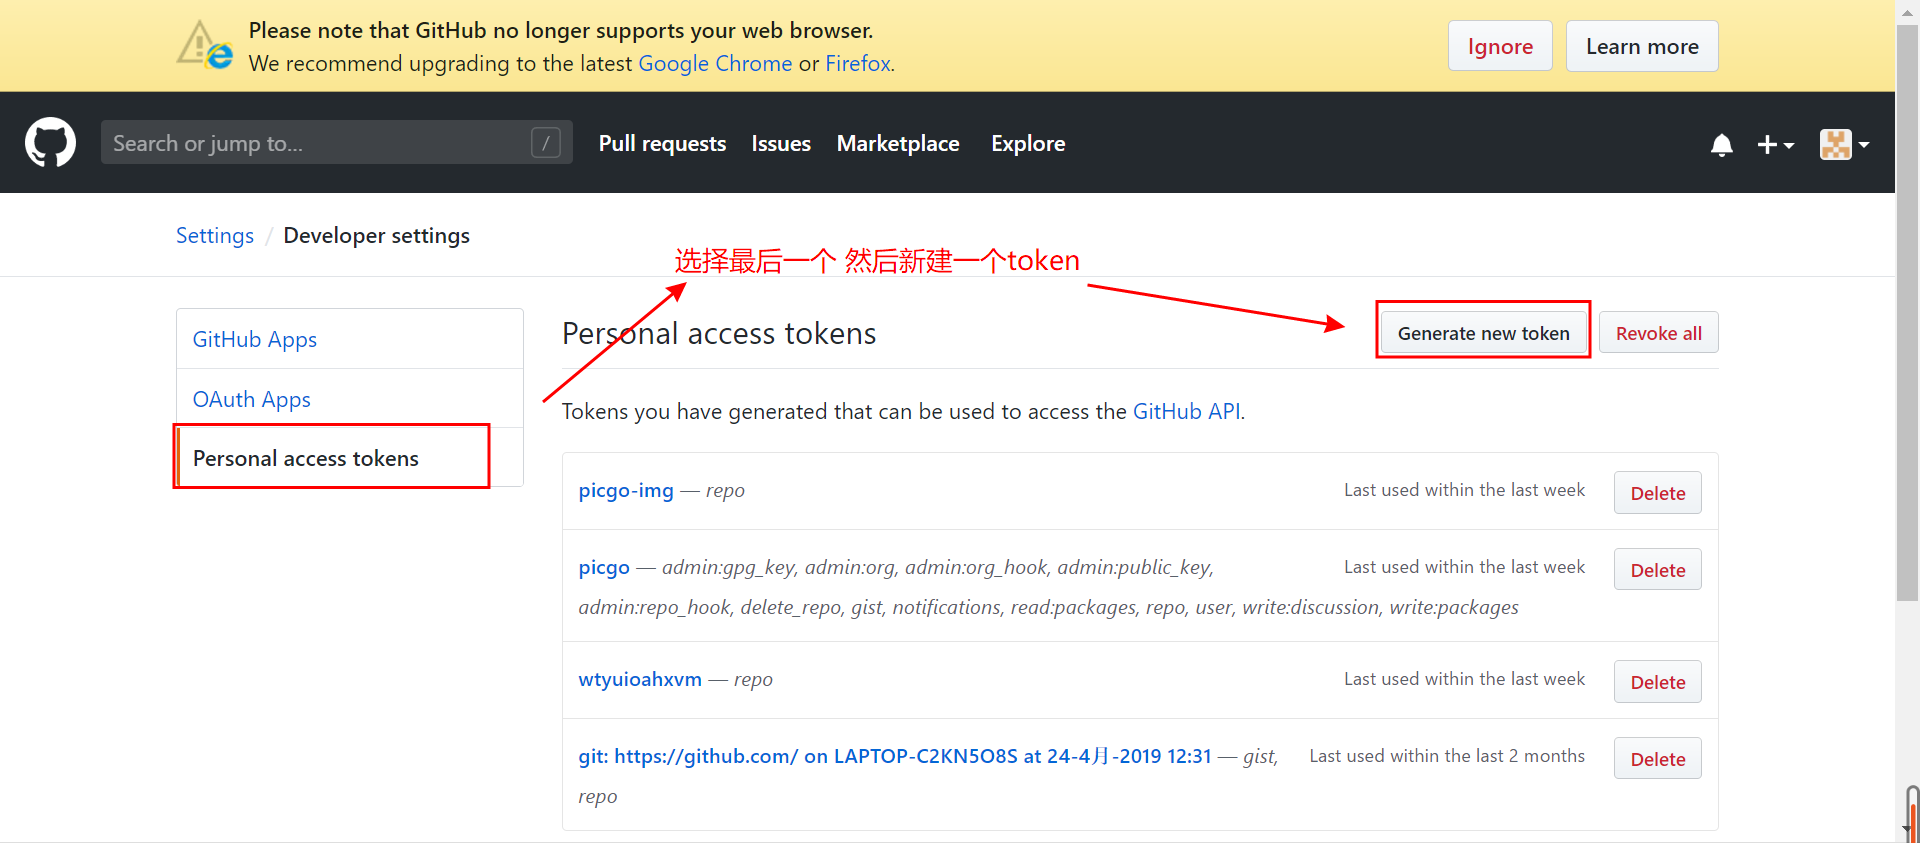 Please note that GitHub no longer supports your web browser.
We recommend upgrading to the latest Google Chrome or Firefox.
Ignore
Learn more
Search or jump to...
/
Pull requests
Issues
Marketplace
Explore
Settings / Developer settings
选择最后一个 然后新建一个token
GitHub Apps
OAuth Apps
Personal access tokens
Personal access tokens
Generate new token
Revoke all
Tokens you have generated that can be used to access the GitHub API.
picgo-img — repo
Last used within the last week
Delete
picgo — admin:gpg_key, admin:org, admin:org_hook, admin:public_key,
admin:repo_hook, delete_repo, gist, notifications, read:packages, repo, user, write:discussion, write:packages
Last used within the last week
Delete
wtyuioahxvm — repo
Last used within the last week
Delete
git: https://github.com/ on LAPTOP-C2KN5O8S at 24-4月-2019 12:31 — gist,
repo
Last used within the last 2 months
Delete